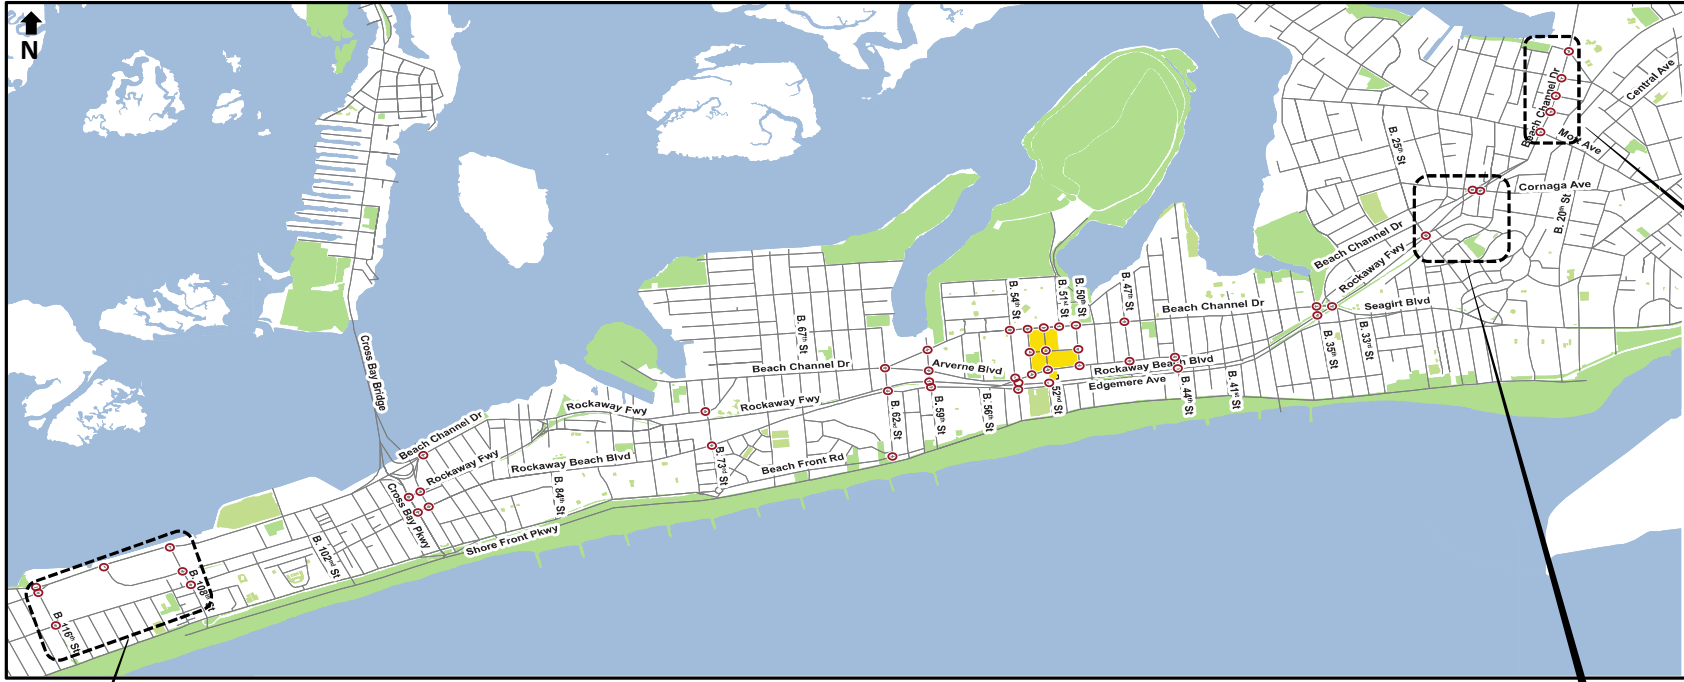 N
Central Ave
Beach Channel Dr
Mott Ave
B. 25th St
Cornaga Ave
B. 20th St
Beach Channel Dr
Rockaway Fwy
Seagirt Blvd
B. 54th St
B. 51st St
B. 50th St
B. 47th St
Beach Channel Dr
B. 67th St
B. 35th St
B. 33rd St
Cross Bay Bridge
Beach Channel Dr
Arverne Blvd
Rockaway Beach Blvd
Edgemere Ave
B. 44th St
B. 41st St
52nd St
B. 56th St
B. 59th St
B. 62nd St
Rockaway Fwy
Rockaway Fwy
Beach Channel Dr
Rockaway Fwy
Rockaway Beach Blvd
Beach Front Rd
B. 73rd St
B. 84th St
Cross Bay Pkwy
Shore Front Pkwy
B. 102nd St
B. 108th St
B. 116th St